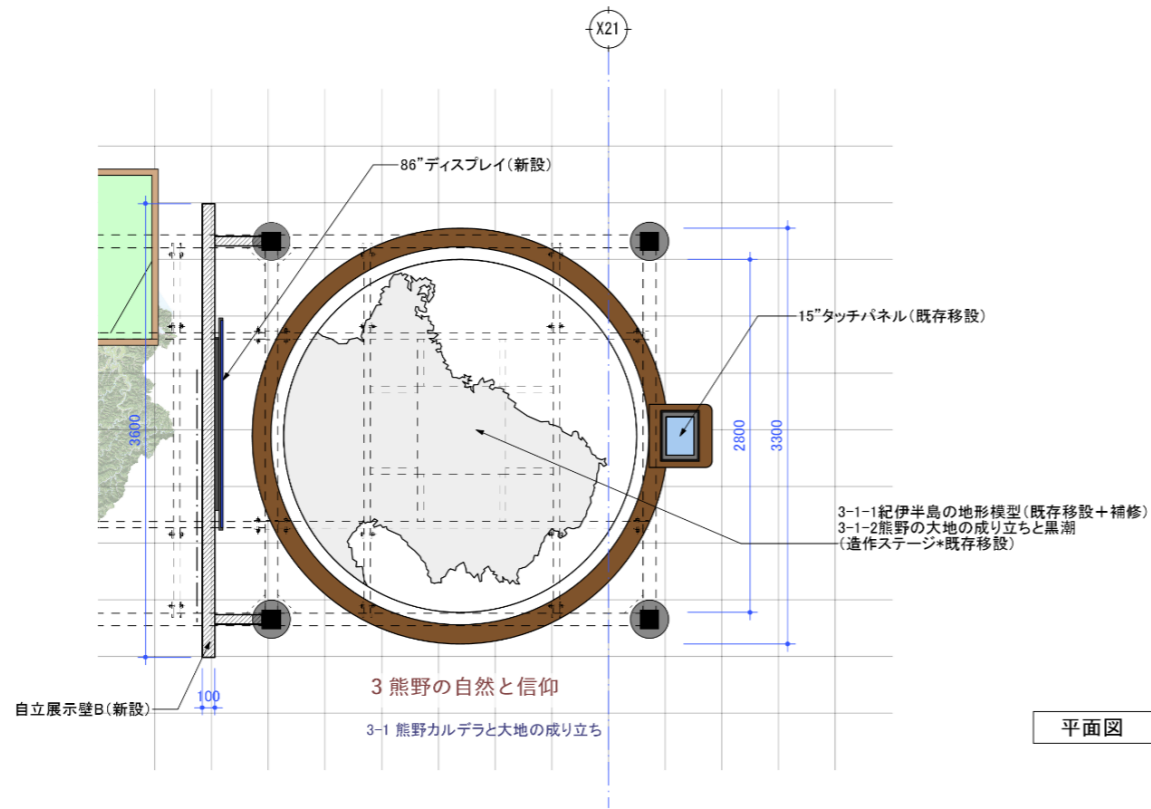 X21
86”ディスプレイ(新設)
15”タッチパネル(既存移設)
3600
2800
3300
3-1-1紀伊半島の地形模型(既存移設＋補修)
3-1-2熊野の大地の成り立ちと黒潮
(造作ステージ*既存移設)
100
自立展示壁B(新設)
3 熊野の自然と信仰
3-1 熊野カルデラと大地の成り立ち
平面図